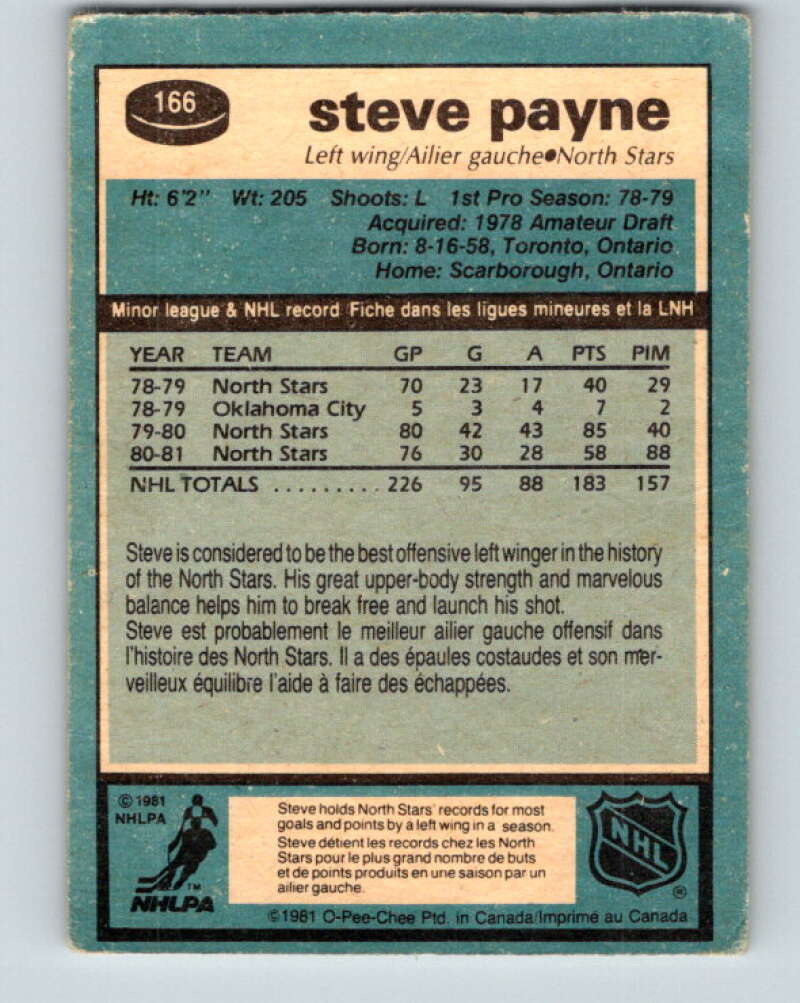 166
steve payne
Left wing/Ailier gauche●North Stars
Ht: 6'2" Wt: 205 Shoots: L 1st Pro Season: 78-79
Acquired: 1978 Amateur Draft
Born: 8-16-58, Toronto, Ontario
Home: Scarborough, Ontario
Minor league & NHL record Fiche dans les ligues mineures et la LNH
YEAR TEAM GP G A PTS PIM
78-79 North Stars 70 23 17 40 29
78-79 Oklahoma City 5 3 4 7 2
79-80 North Stars 80 42 43 85 40
80-81 North Stars 76 30 28 58 88
NHL TOTALS ......... 226 95 88 183 157
Steve is considered to be the best offensive left winger in the history
of the North Stars. His great upper-body strength and marvelous
balance helps him to break free and launch his shot.
Steve est probablement le meilleur ailier gauche offensif dans
l'histoire des North Stars. Il a des épaules costaudes et son mer-
veilleux équilibre l'aide à faire des échappées.
© 1981
NHLPA
TM
NHLPA
Steve holds North Stars' records for most
goals and points by a left wing in a season.
Steve détient les records chez les North
Stars pour le plus grand nombre de buts
et de points produits en une saison par un
ailier gauche.
NHL
®
©1981 O-Pee-Chee Ptd. in Canada/Imprimé au Canada